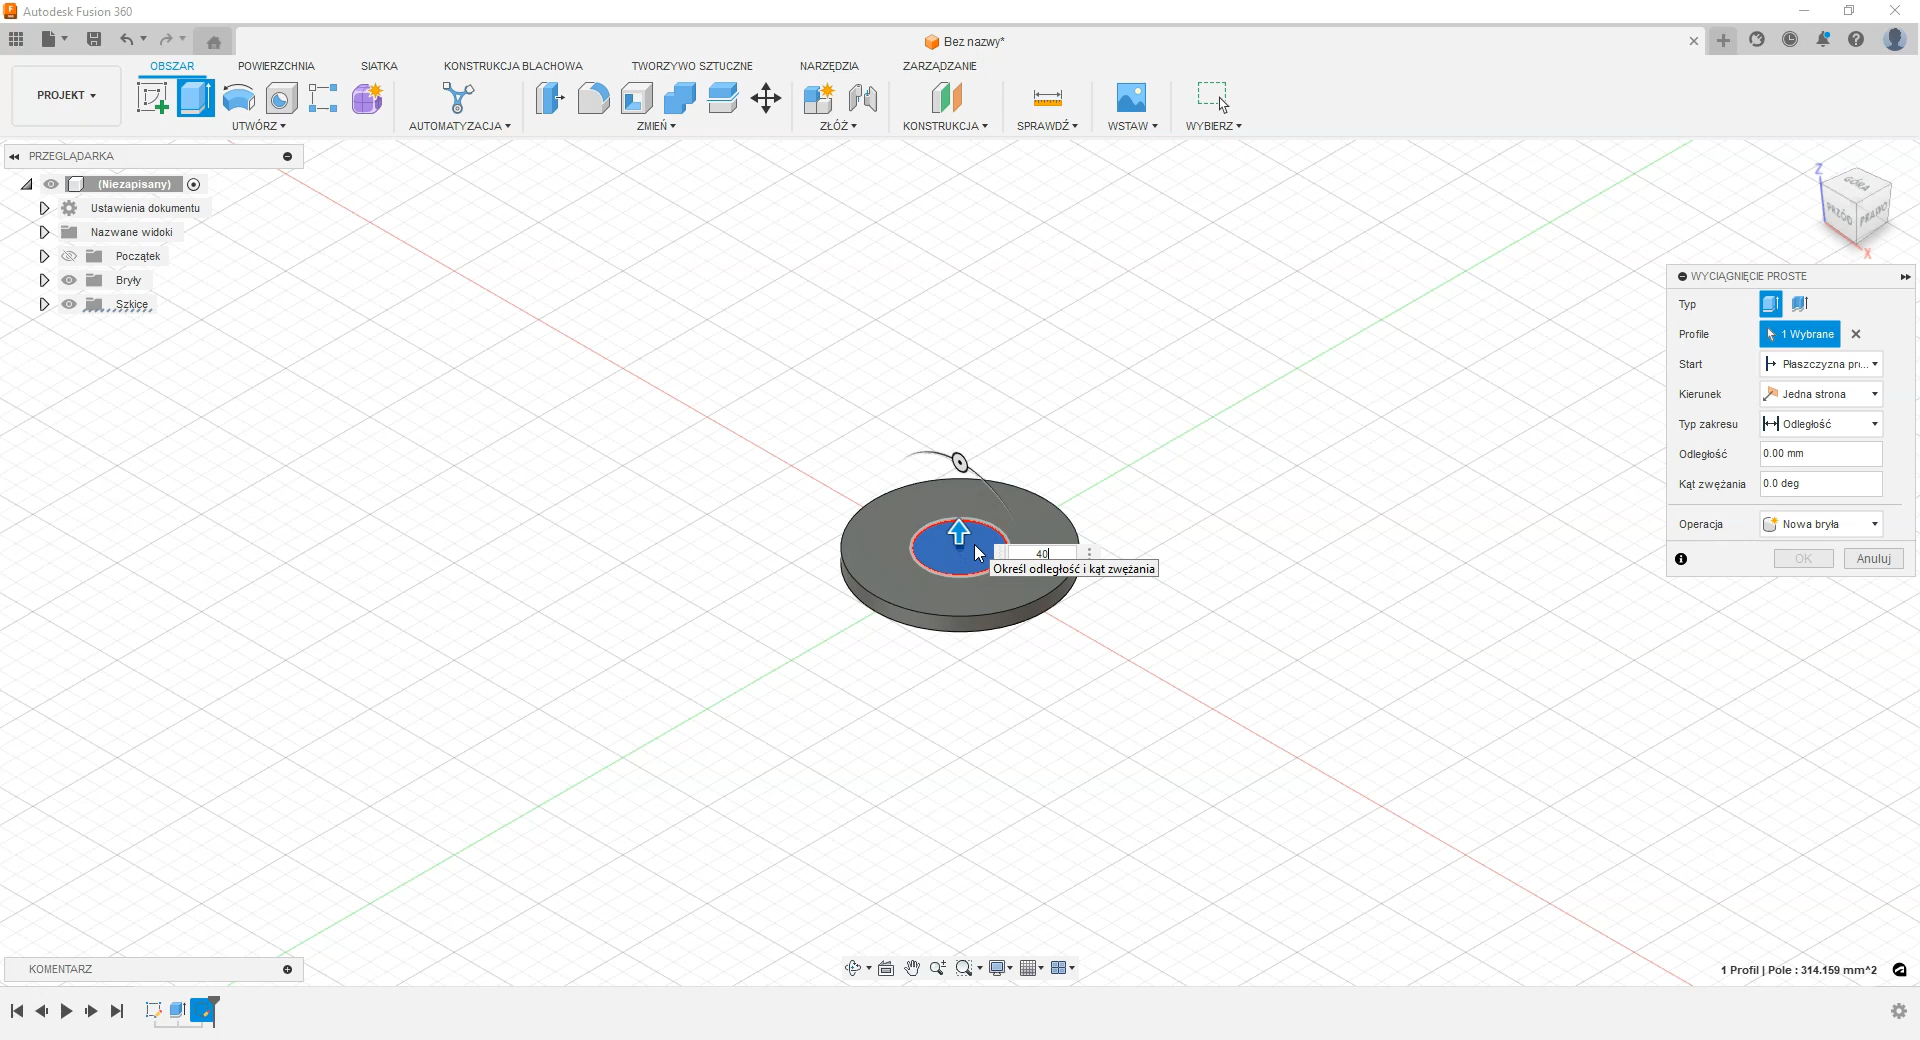 Autodesk Fusion 360
Bez nazwy*
PROJEKT
OBSZAR
POWIERZCHNIA
SIATKA
KONSTRUKCJA BLACHOWA
TWORZYWO SZTUCZNE
NARZĘDZIA
ZARZĄDZANIE
UTWÓRZ
AUTOMATYZACJA
ZMIEŃ
ZŁÓŻ
KONSTRUKCJA
SPRAWDŹ
WSTAW
WYBIERZ
PRZEGLĄDARKA
(Niezapisany)
Ustawienia dokumentu
Nazwane widoki
Początek
Bryły
Szkice
Z
GÓRA
PRZÓD
PRAWO
X
WYCIĄGNIĘCIE PROSTE
Typ
Profile
1 Wybrane
Start
Płaszczyzna pr...
Kierunek
Jedna strona
Typ zakresu
Odległość
Odległość
0.00 mm
Kąt zwężania
0.0 deg
Operacja
Nowa bryła
OK
Anuluj
40
Określ odległość i kąt zwężania
KOMENTARZ
1 Profil | Pole : 314.159 mm^2